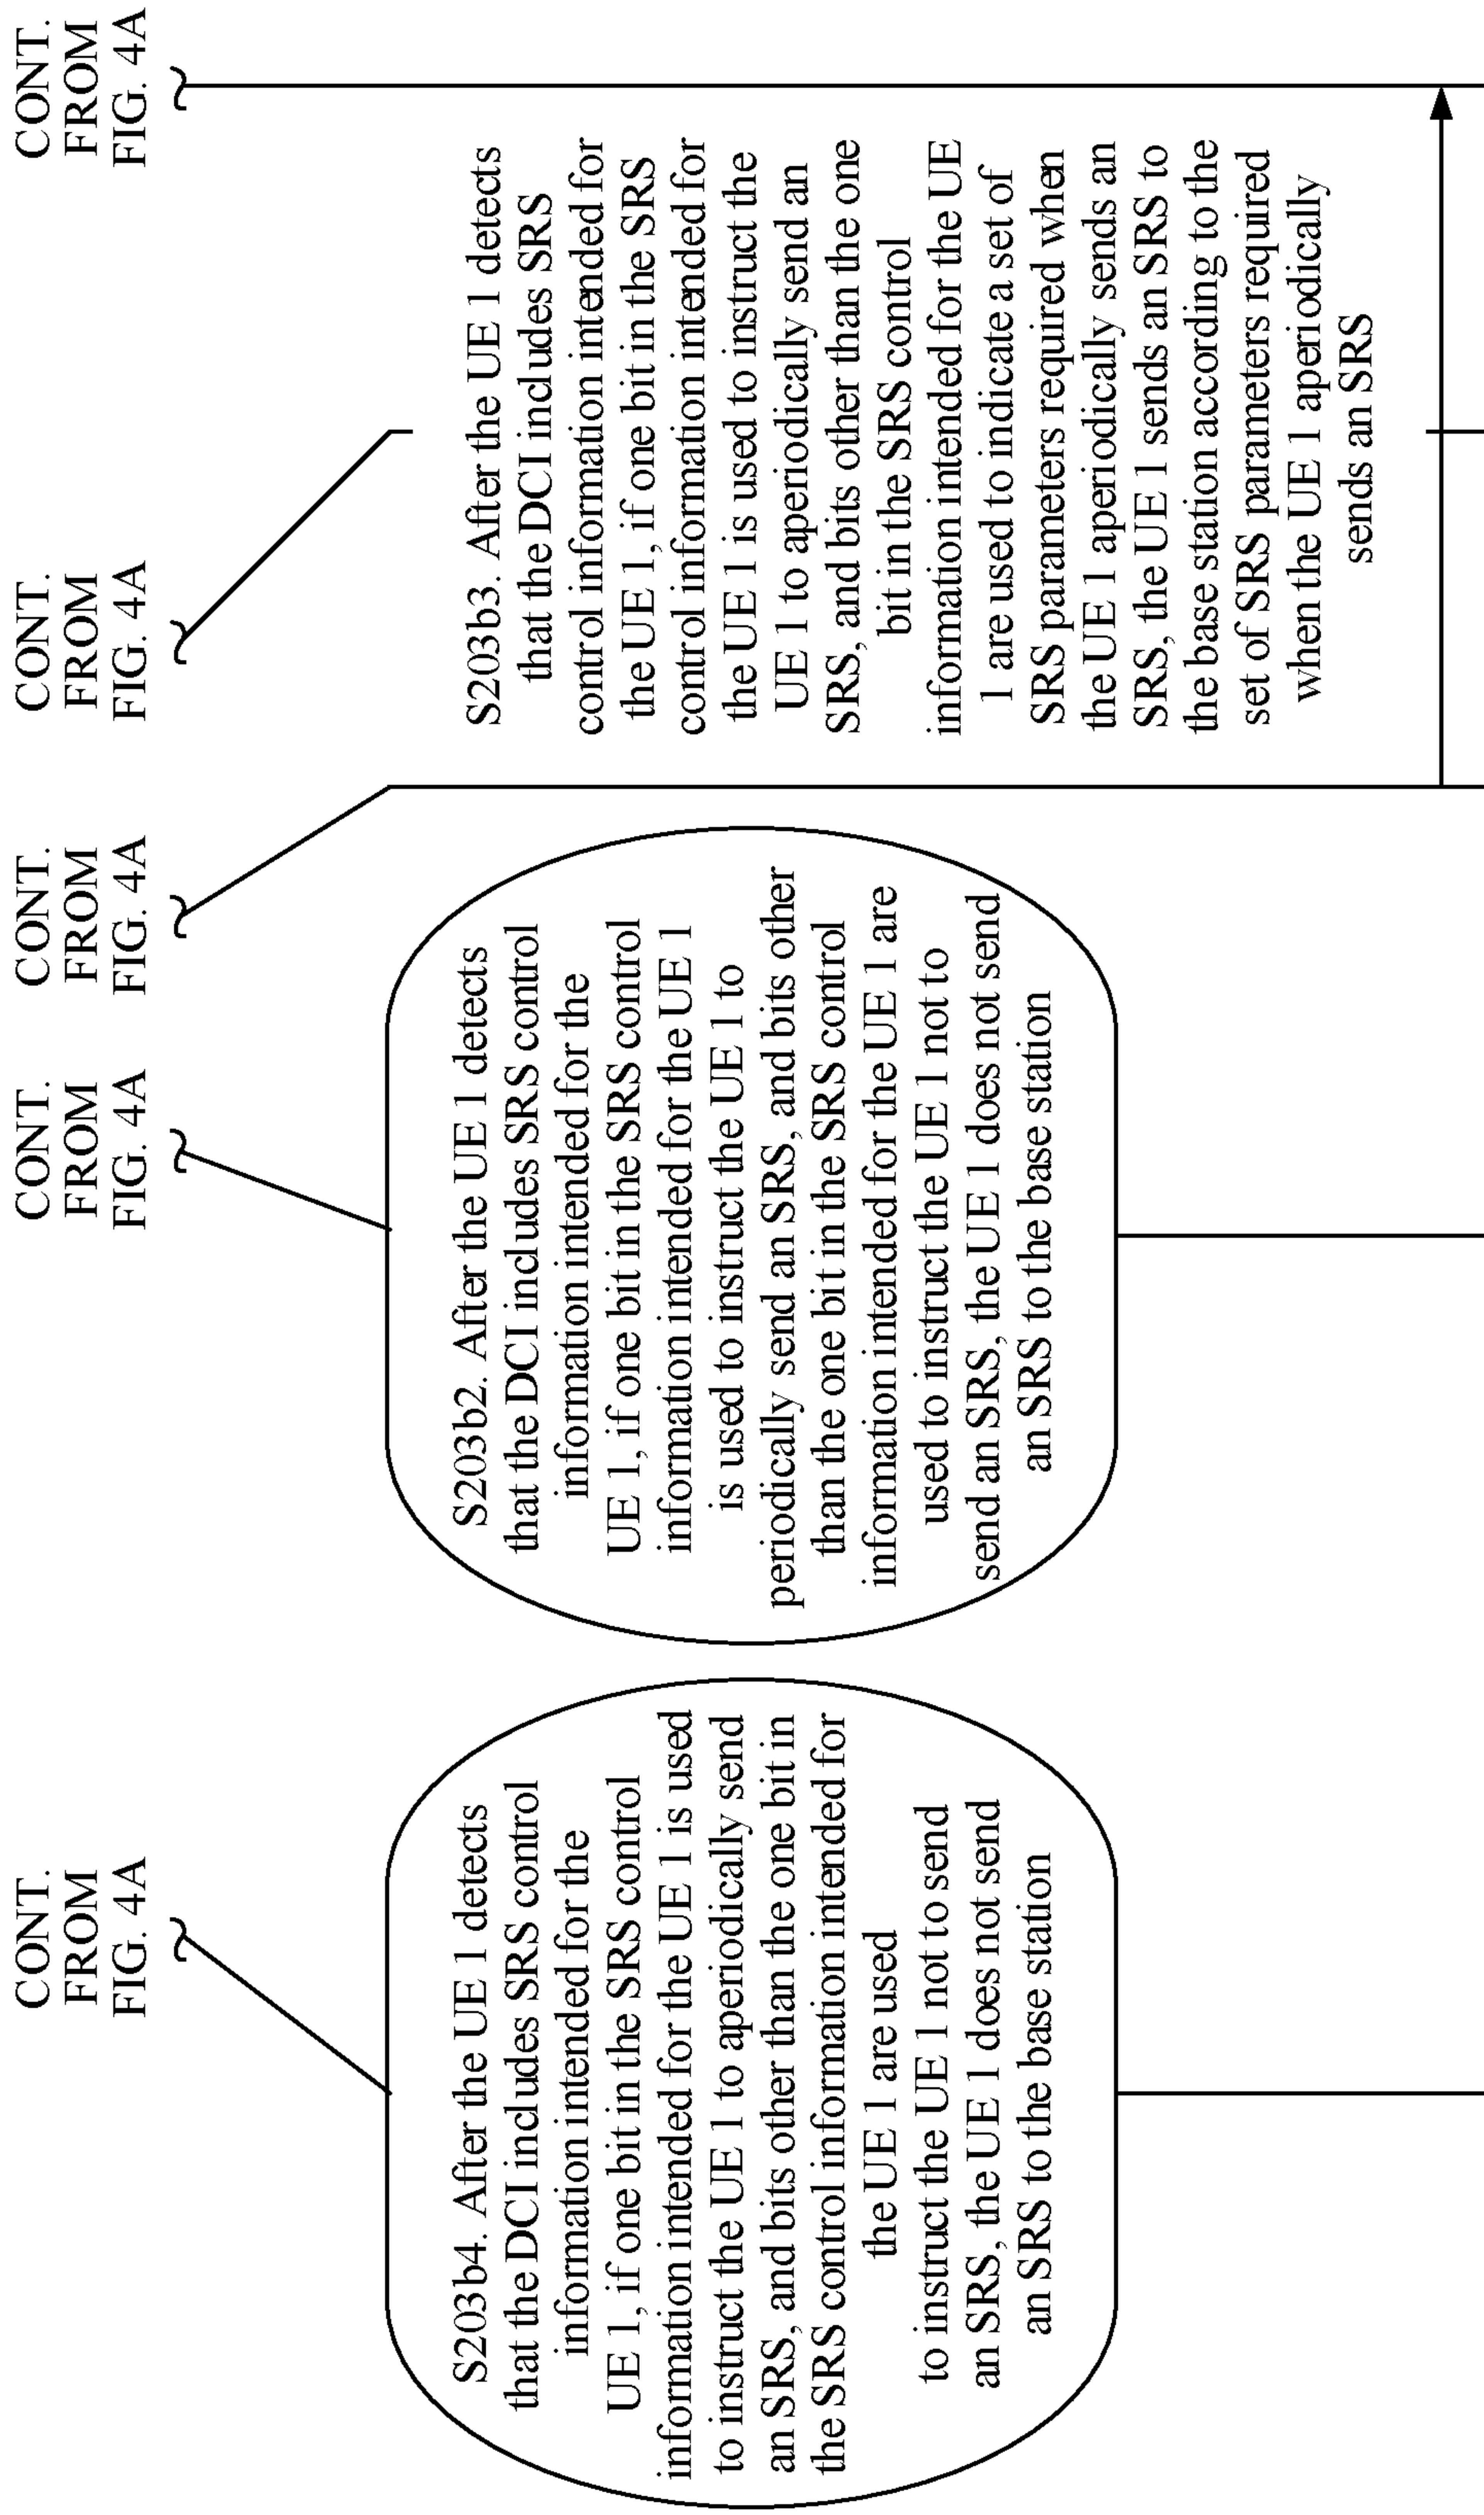 CONT.
FROM
FIG. 4A
CONT.
FROM
FIG. 4A
CONT.
FROM
FIG. 4A
CONT.
FROM
FIG. 4A
CONT.
FROM
FIG. 4A
S203b4. After the UE 1 detects
that the DCI includes SRS control
information intended for the
UE 1, if one bit in the SRS control
information intended for the UE 1 is used
to instruct the UE 1 to aperiodically send
an SRS, and bits other than the one bit in
the SRS control information intended for
the UE 1 are used
to instruct the UE 1 not to send
an SRS, the UE 1 does not send
an SRS to the base station
S203b2. After the UE 1 detects
that the DCI includes SRS control
information intended for the
UE 1, if one bit in the SRS control
information intended for the UE 1
is used to instruct the UE 1 to
periodically send an SRS, and bits other
than the one bit in the SRS control
information intended for the UE 1 are
used to instruct the UE 1 not to
send an SRS, the UE 1 does not send
an SRS to the base station
S203b3. After the UE 1 detects
that the DCI includes SRS
control information intended for
the UE 1, if one bit in the SRS
control information intended for
the UE 1 is used to instruct the
UE 1 to aperiodically send an
SRS, and bits other than the one
bit in the SRS control
information intended for the UE
1 are used to indicate a set of
SRS parameters required when
the UE 1 aperiodically sends an
SRS, the UE 1 sends an SRS to
the base station according to the
set of SRS parameters required
when the UE 1 aperiodically
sends an SRS